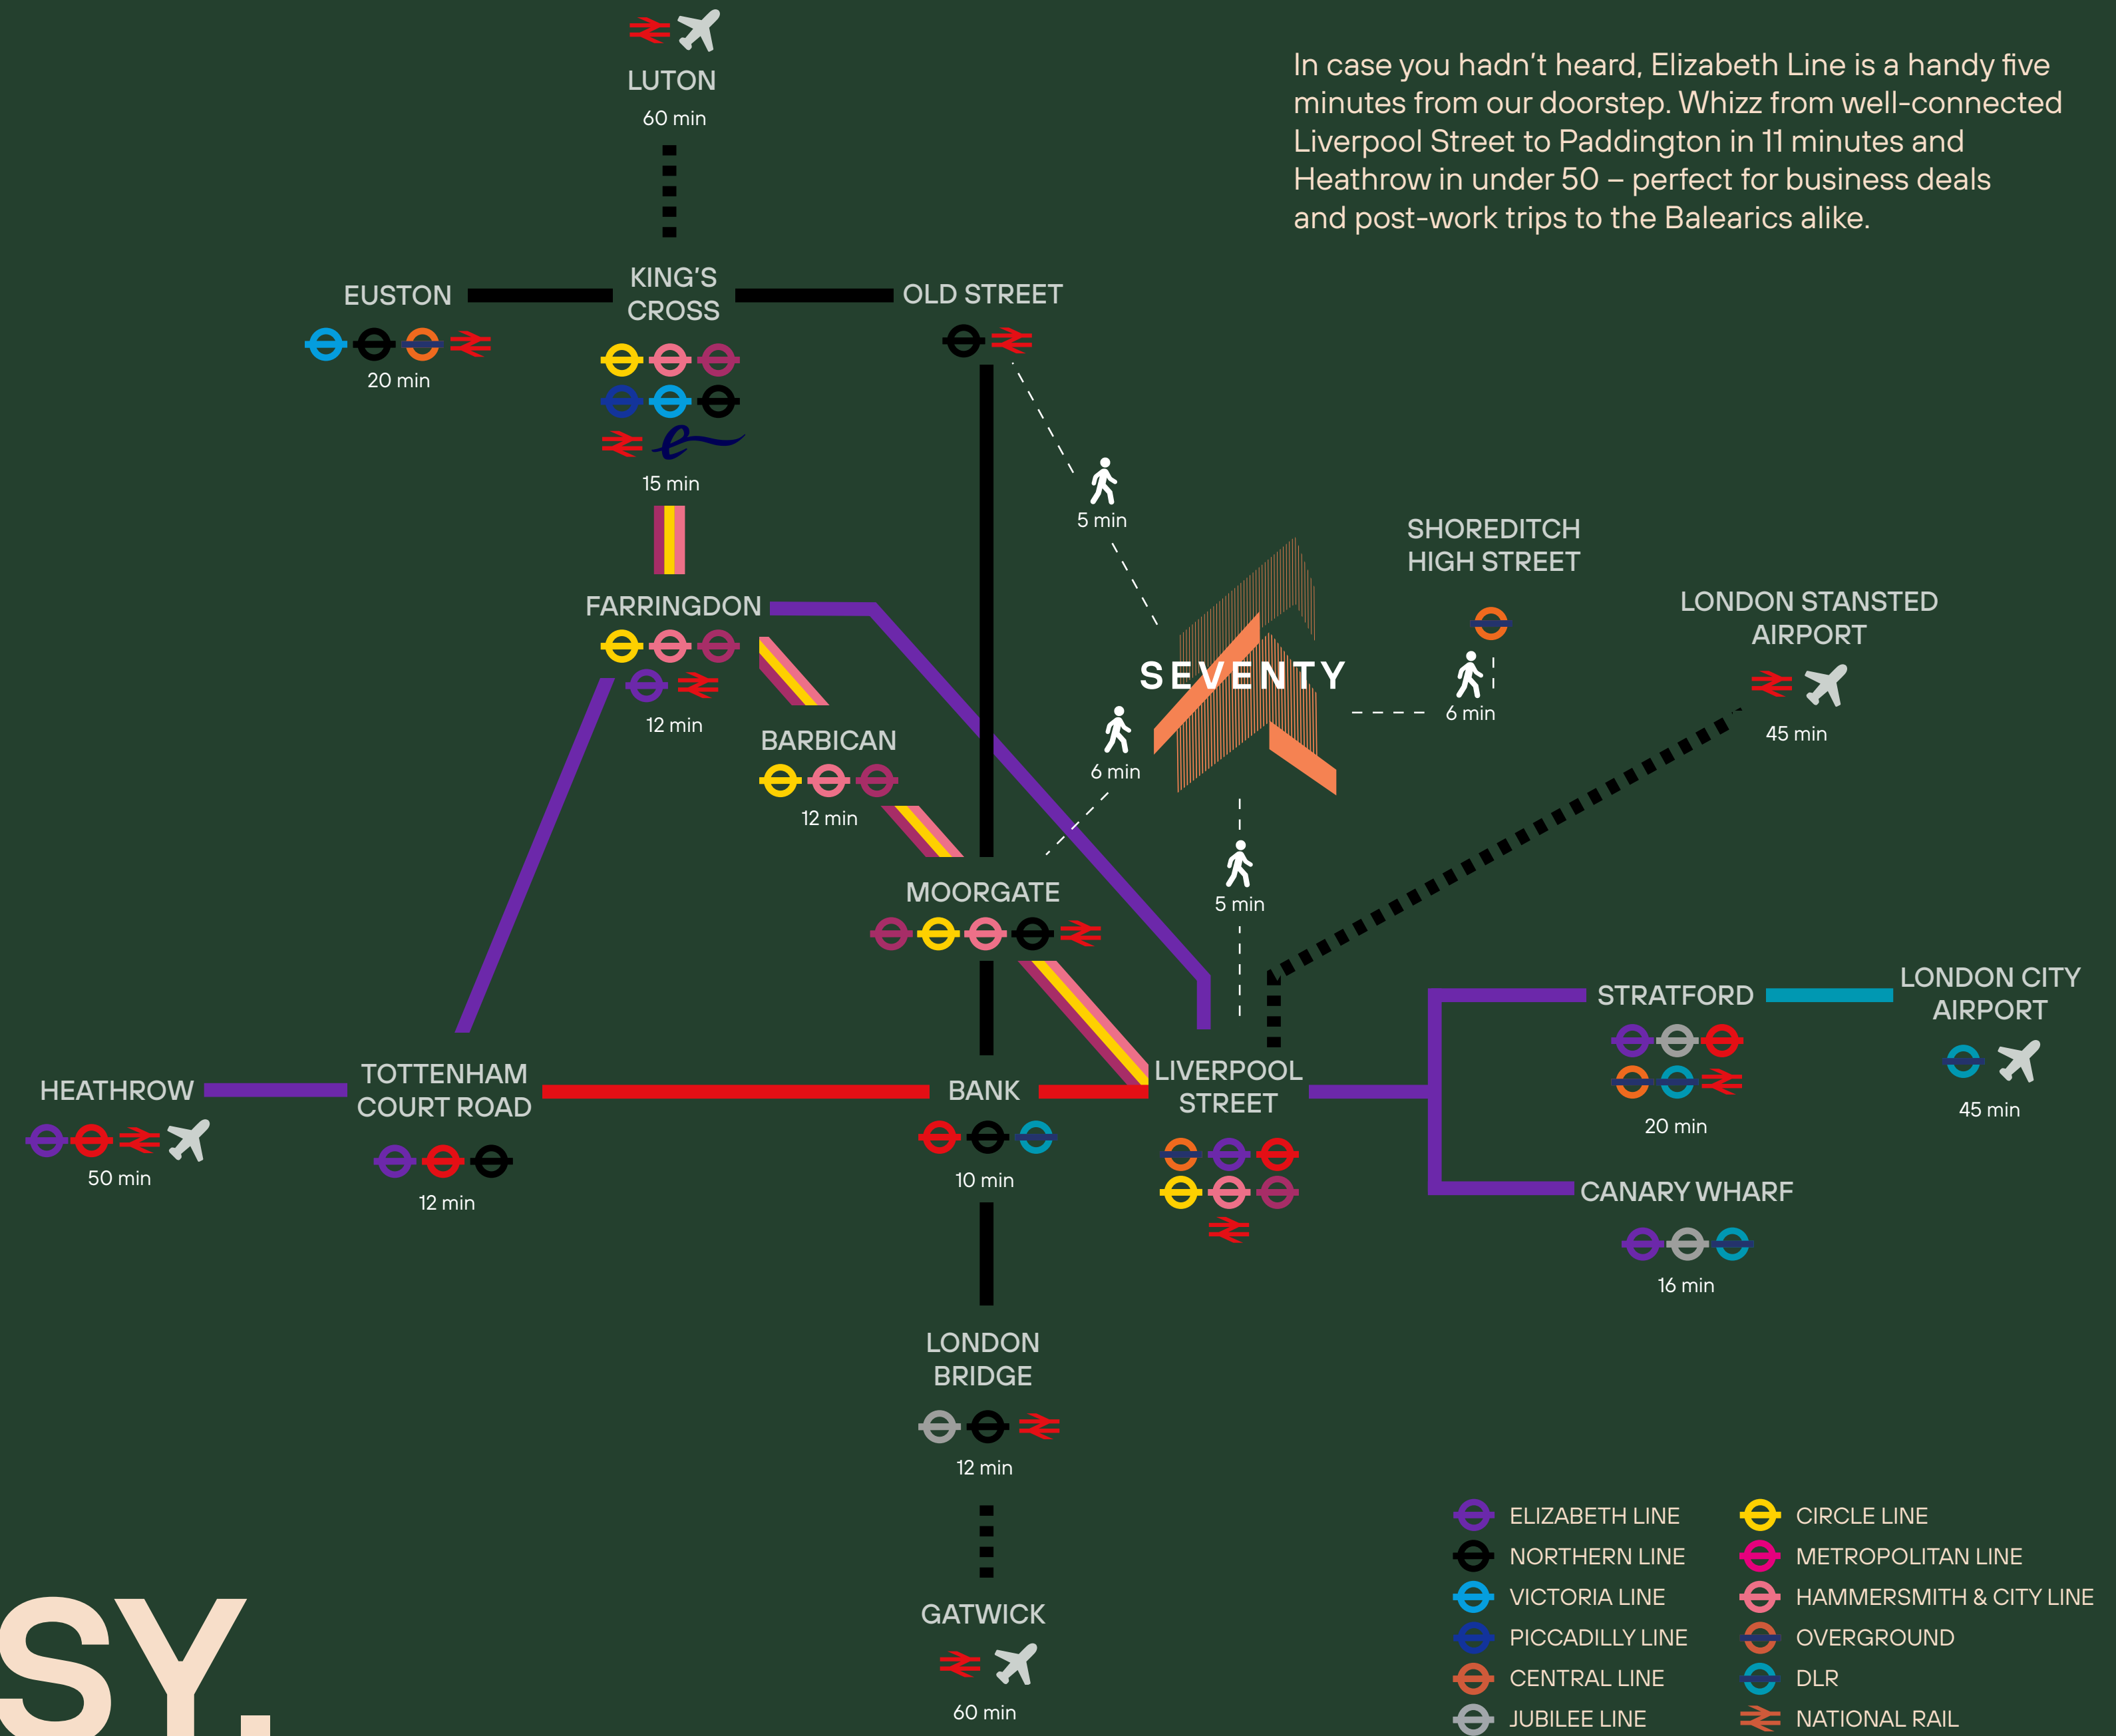 In case you hadn’t heard, Elizabeth Line is a handy five
minutes from our doorstep. Whizz from well-connected
Liverpool Street to Paddington in 11 minutes and
Heathrow in under 50 – perfect for business deals
and post-work trips to the Balearics alike.
LUTON
60 min
EUSTON
20 min
KING’S
CROSS
15 min
OLD STREET
5 min
SHOREDITCH
HIGH STREET
6 min
LONDON STANSTED
AIRPORT
45 min
FARRINGDON
12 min
SEVENTY
6 min
BARBICAN
12 min
5 min
MOORGATE
STRATFORD
20 min
LONDON CITY
AIRPORT
45 min
HEATHROW
50 min
TOTTENHAM
COURT ROAD
12 min
BANK
10 min
LIVERPOOL
STREET
CANARY WHARF
16 min
LONDON
BRIDGE
12 min
GATWICK
60 min
SY.
ELIZABETH LINE
NORTHERN LINE
VICTORIA LINE
PICCADILLY LINE
CENTRAL LINE
JUBILEE LINE
CIRCLE LINE
METROPOLITAN LINE
HAMMERSMITH & CITY LINE
OVERGROUND
DLR
NATIONAL RAIL